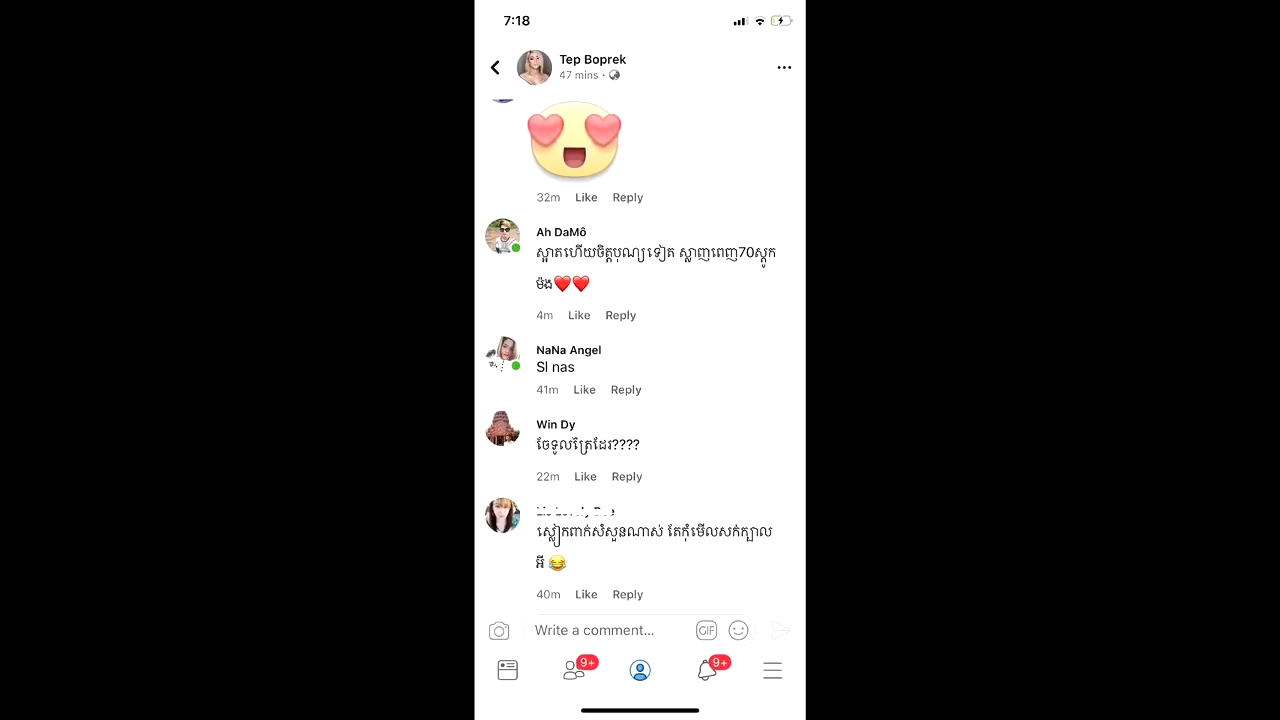 7:18
Tep Boprek
47 mins ·
32m Like Reply
Ah DaMô
ស្អាតហើយចិត្តបុណ្យទៀត ស្លាញពេញ70ស្តុក
ម៉ង❤️❤️
4m Like Reply
NaNa Angel
Sl nas
41m Like Reply
Win Dy
ចែទូលត្រៃដែរ????
22m Like Reply
ស្លៀកពាក់សំសួនណាស់ តែកុំមើលសក់ក្បាល
អី 😂
40m Like Reply
Write a comment...
GIF
9+ 9+